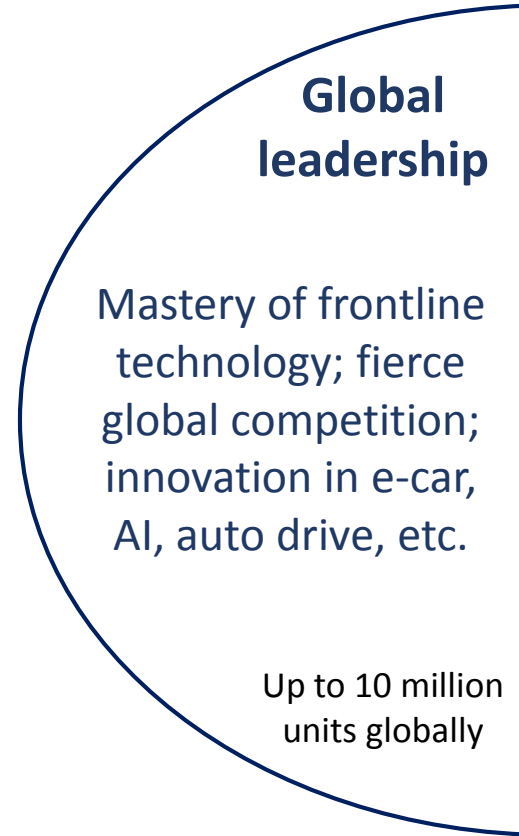 Global
leadership
Mastery of frontline
technology; fierce
global competition;
innovation in e-car,
AI, auto drive, etc.
Up to 10 million
units globally